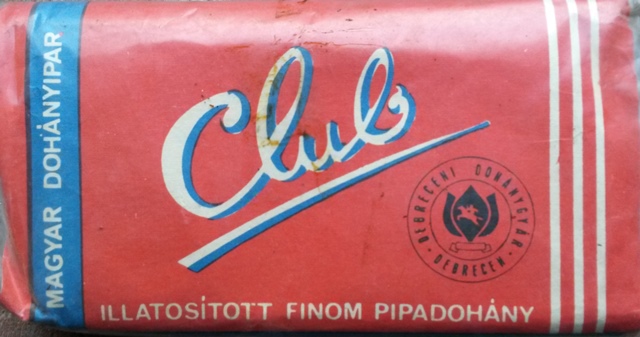 MAGYAR DOHÁNYIPAR
Club
DEBRECENI DOHÁNYGYÁR
DEBRECEN
ILLATOSÍTOTT FINOM PIPADOHÁNY